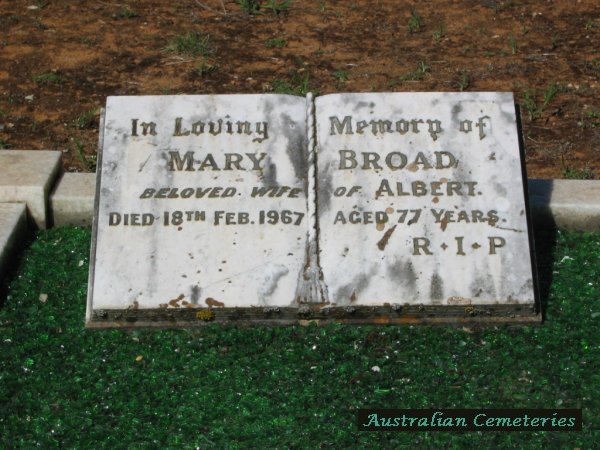 In Loving Memory of
MARY BROAD
BELOVED WIFE OF ALBERT.
DIED 18TH FEB. 1967 AGED 77 YEARS.
R·I·P
Australian Cemeteries